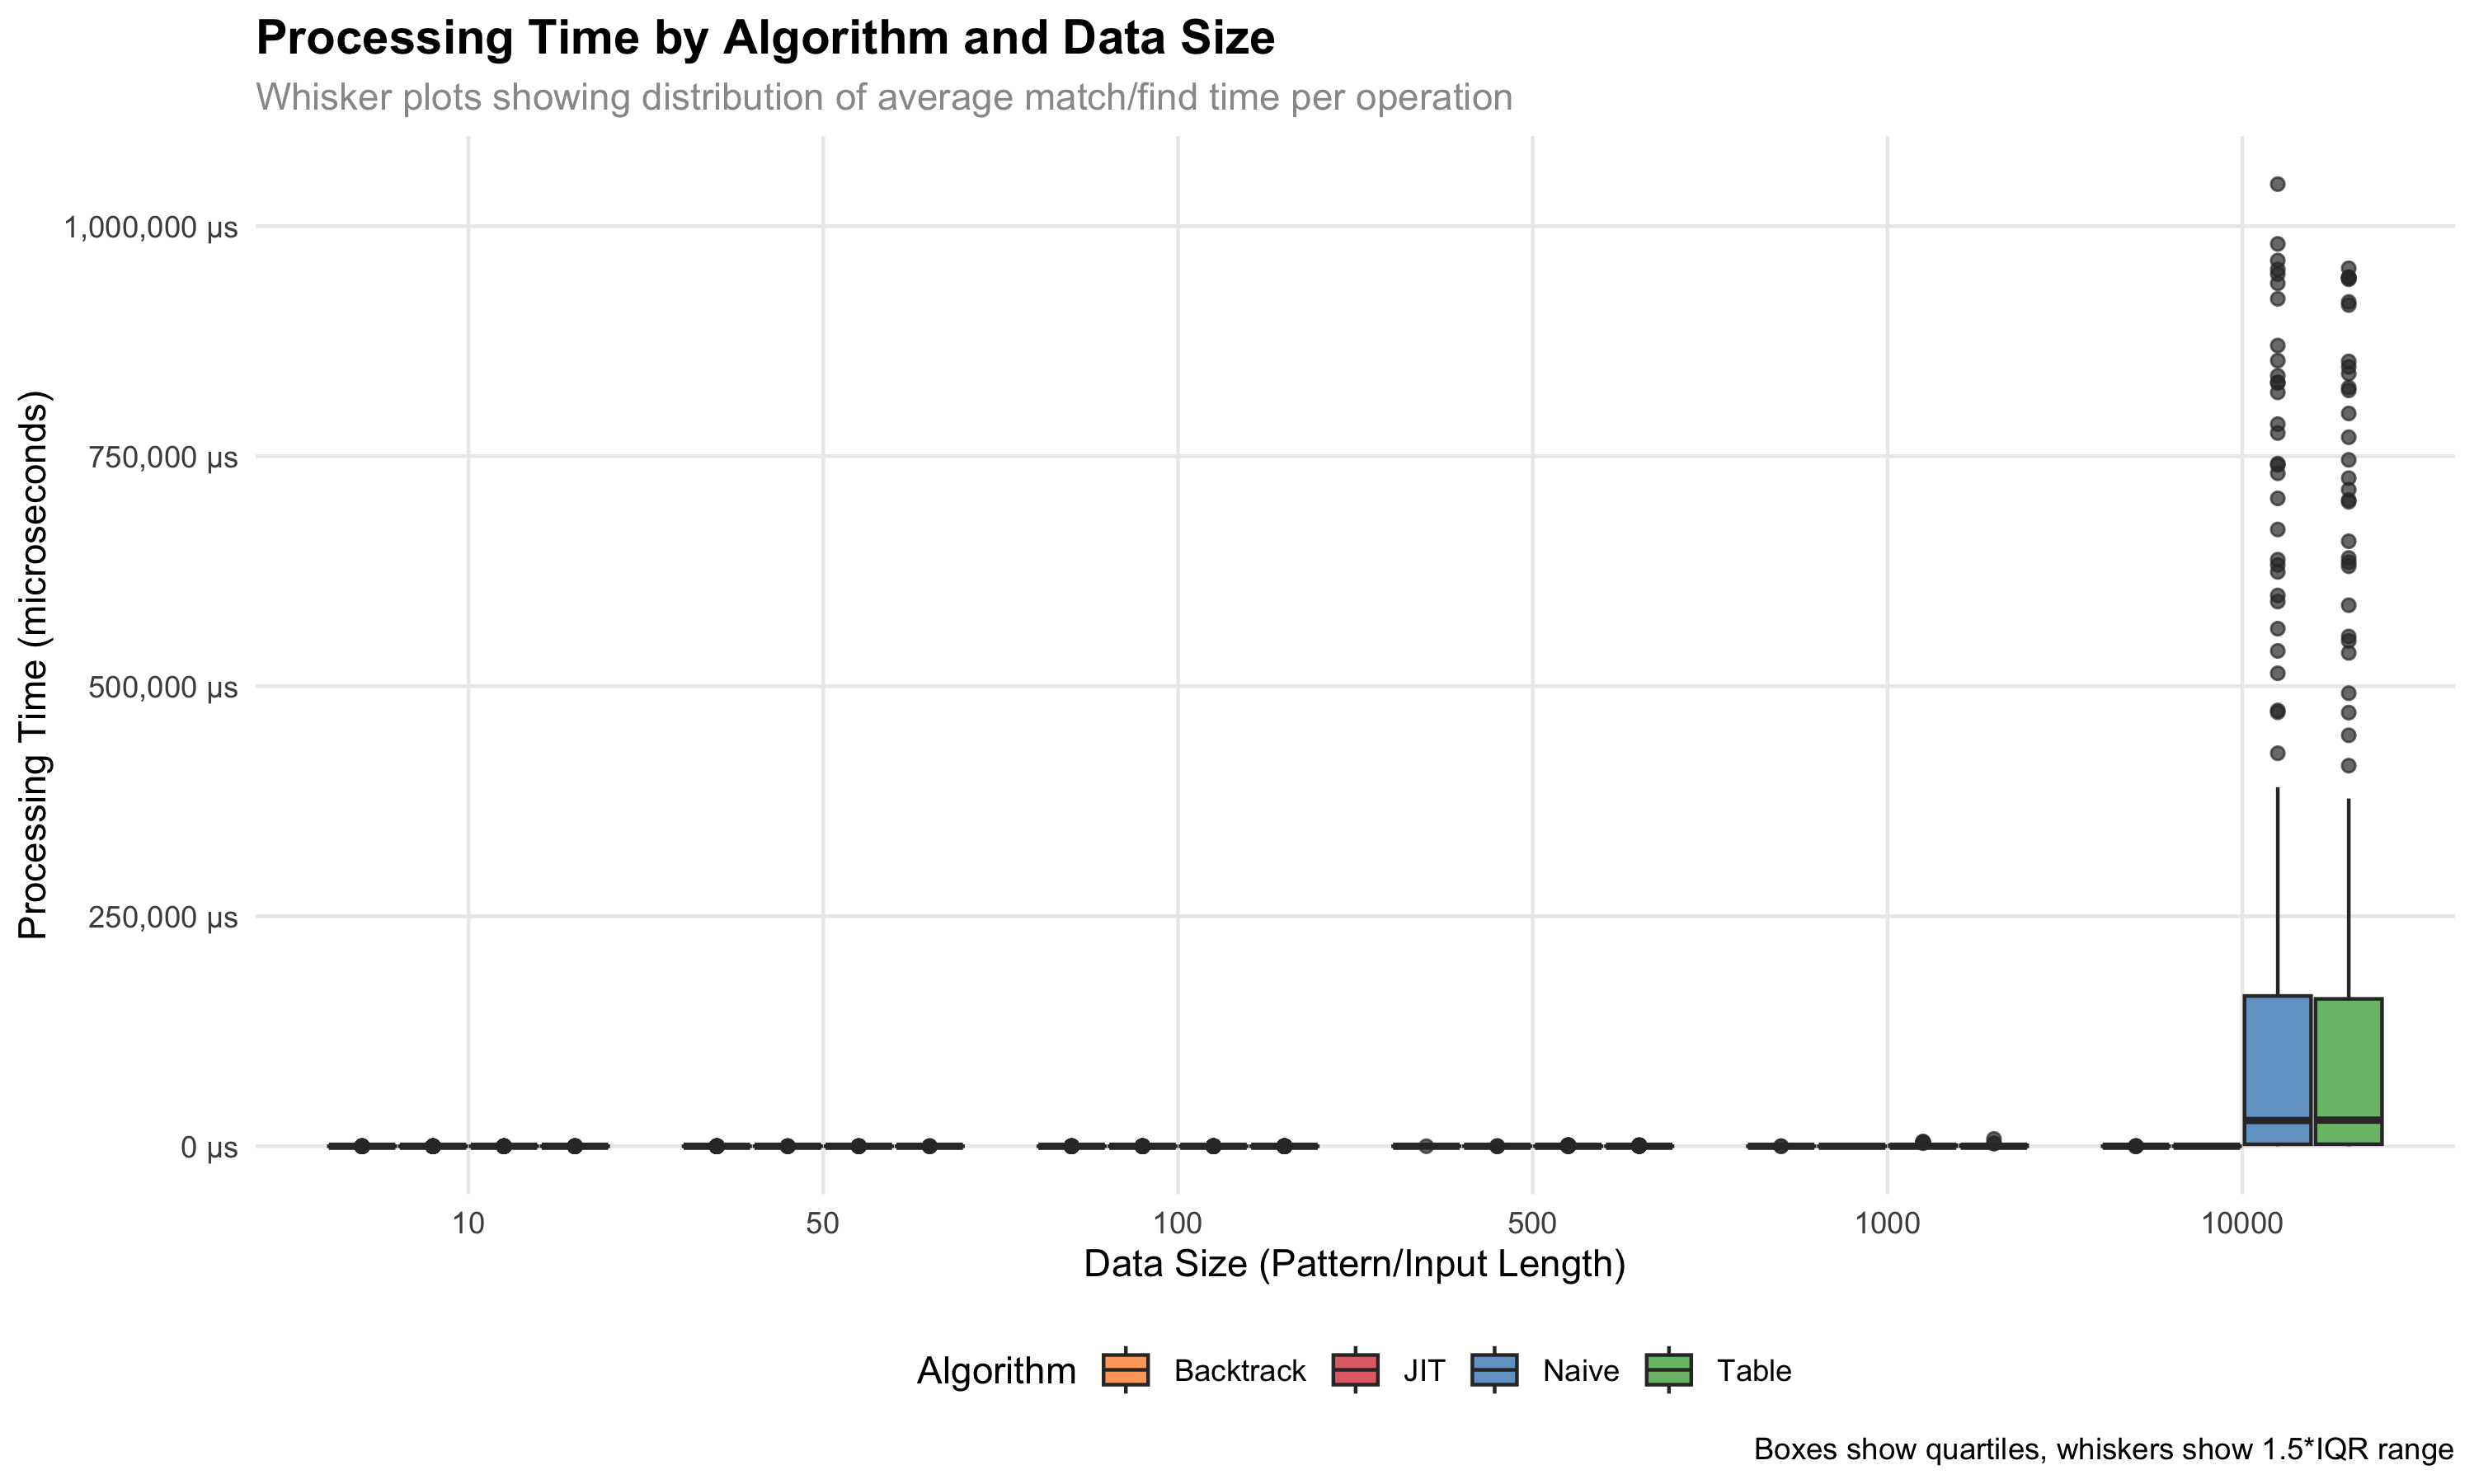 Processing Time by Algorithm and Data Size
Whisker plots showing distribution of average match/find time per operation
Processing Time (microseconds)
1,000,000 µs
750,000 µs
500,000 µs
250,000 µs
0 µs
10 50 100 500 1000 10000
Data Size (Pattern/Input Length)
Algorithm Backtrack JIT Naive Table
Boxes show quartiles, whiskers show 1.5*IQR range